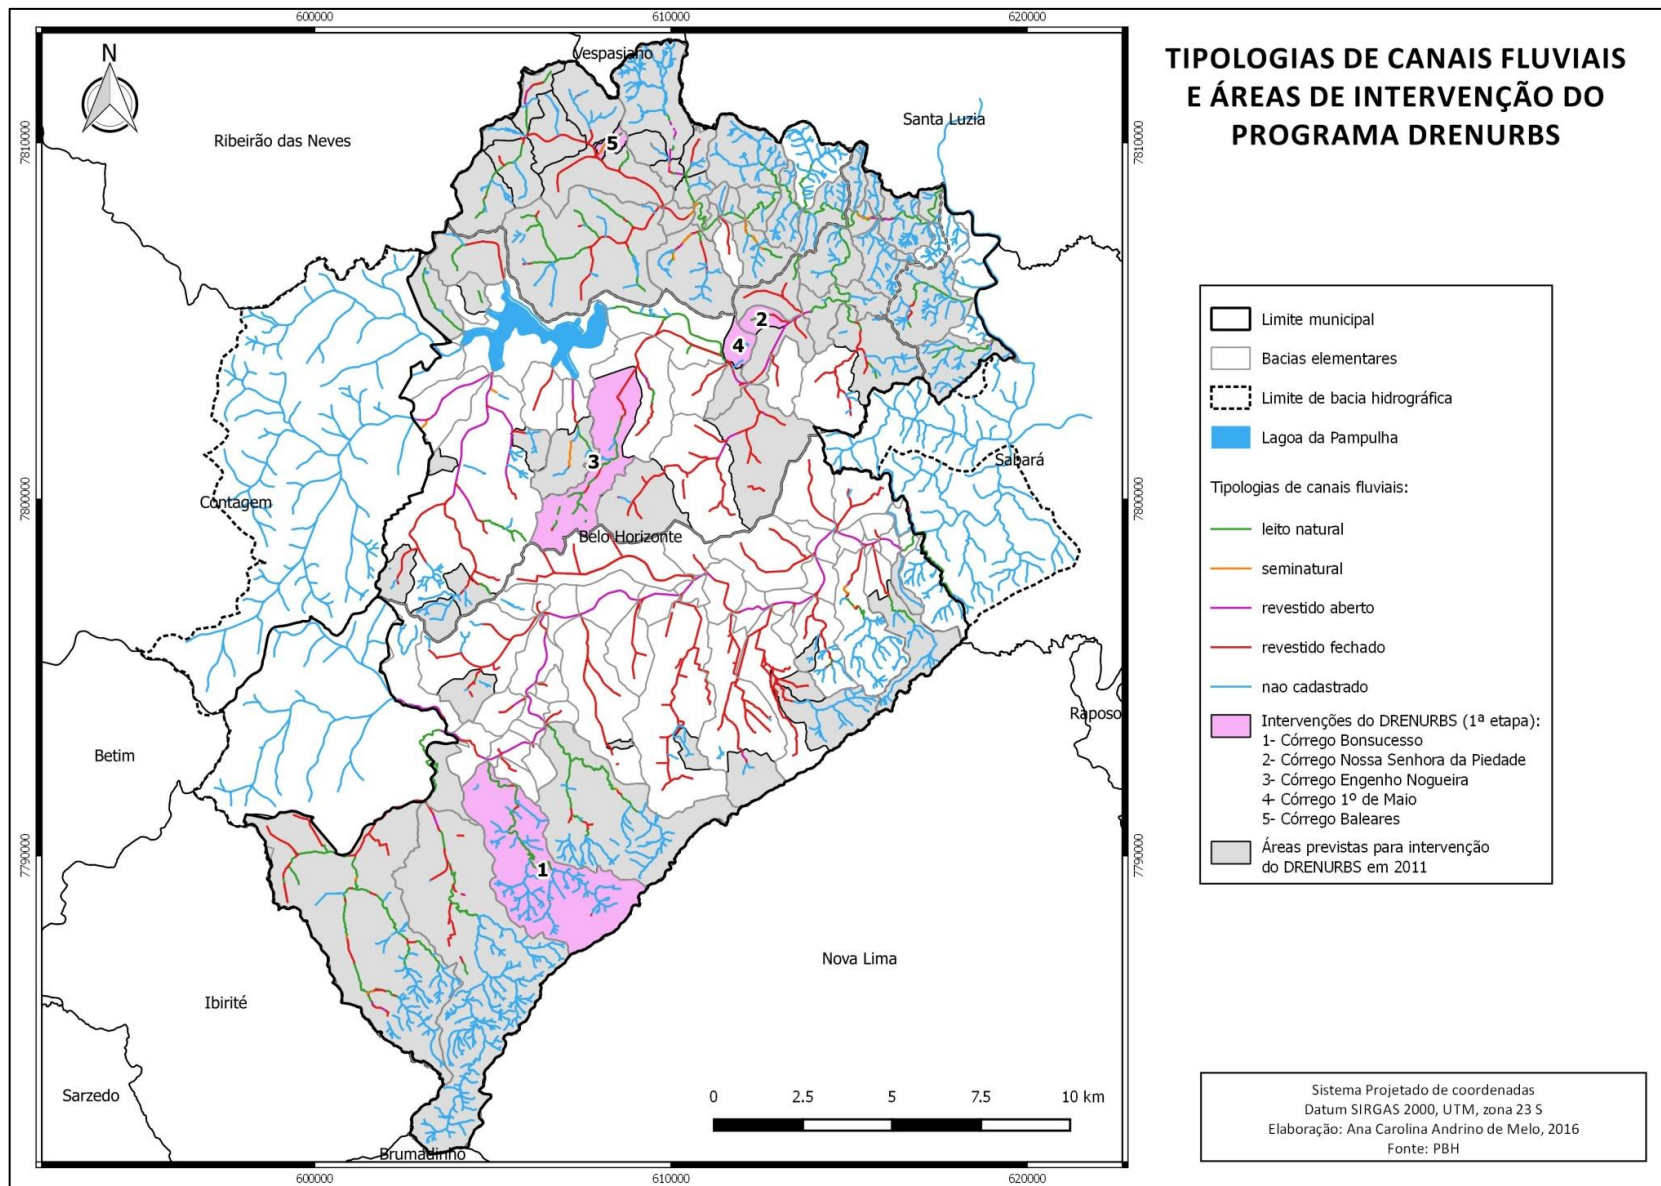 600000
610000
620000
TIPOLOGIAS DE CANAIS FLUVIAIS
E ÁREAS DE INTERVENÇÃO DO
PROGRAMA DRENURBS
N
Vespasiano
Santa Luzia
Ribeirão das Neves
7810000
7810000
5
2
4
3
Contagem
Sabará
Belo Horizonte
7800000
7800000
Betim
Raposo
1
7790000
7790000
Nova Lima
Ibirité
Sarzedo
Brumadinho
0
2.5
5
7.5
10 km
600000
610000
620000
Limite municipal
Bacias elementares
Limite de bacia hidrográfica
Lagoa da Pampulha
Tipologias de canais fluviais:
leito natural
seminatural
revestido aberto
revestido fechado
nao cadastrado
Intervenções do DRENURBS (1ª etapa):
1- Córrego Bonsucesso
2- Córrego Nossa Senhora da Piedade
3- Córrego Engenho Nogueira
4- Córrego 1º de Maio
5- Córrego Baleares
Áreas previstas para intervenção
do DRENURBS em 2011
Sistema Projetado de coordenadas
Datum SIRGAS 2000, UTM, zona 23 S
Elaboração: Ana Carolina Andrino de Melo, 2016
Fonte: PBH